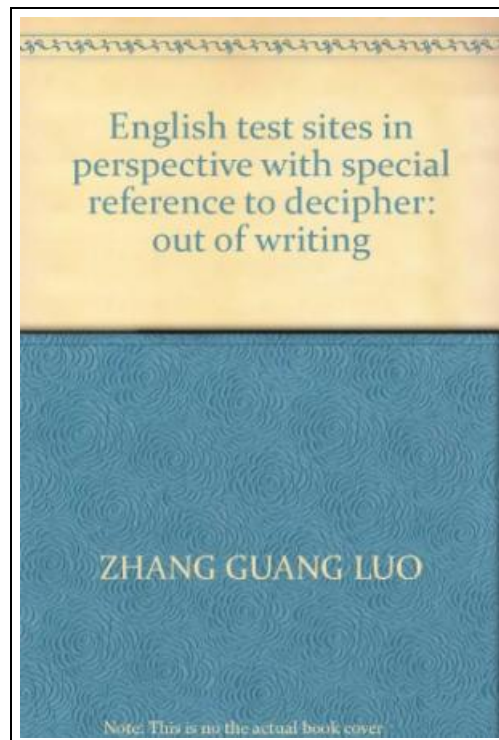 English test sites in
perspective with special
reference to decipher:
out of writing
ZHANG GUANG LUO
Note: This is no the actual book cover